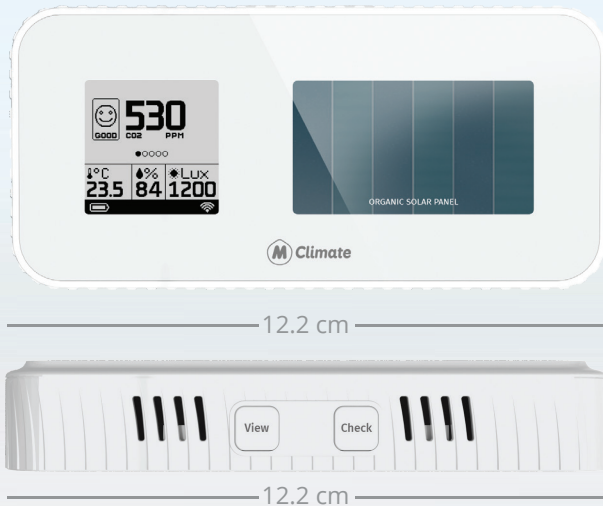 530
GOOD CO2 PPM
°C % Lux
23.5 84 1200
ORGANIC SOLAR PANEL
M Climate
12.2 cm
View Check
12.2 cm